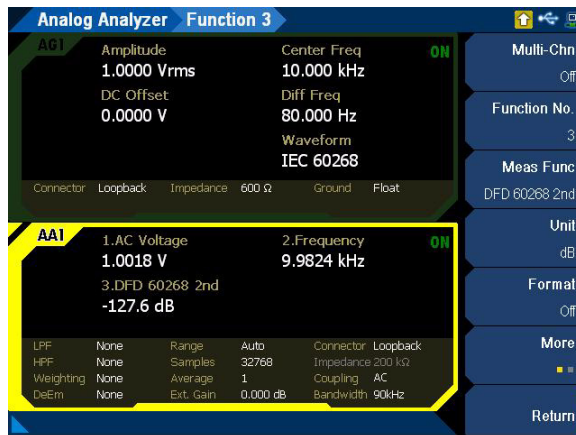 Analog Analyzer Function 3
AG1
Amplitude Center Freq ON
1.0000 Vrms 10.000 kHz
DC Offset Diff Freq
0.0000 V 80.000 Hz
Waveform
IEC 60268
Connector Loopback Impedance 600 Ω Ground Float
AA1
1.AC Voltage 2.Frequency ON
1.0018 V 9.9824 kHz
3.DFD 60268 2nd
-127.6 dB
LPF None Range Auto Connector Loopback
HPF None Samples 32768 Impedance 200 kΩ
Weighting None Average 1 Coupling AC
DeEm None Ext. Gain 0.000 dB Bandwidth 90kHz
Multi-Chn
Off
Function No.
3
Meas Func
DFD 60268 2nd
Unit
dB
Format
Off
More
Return